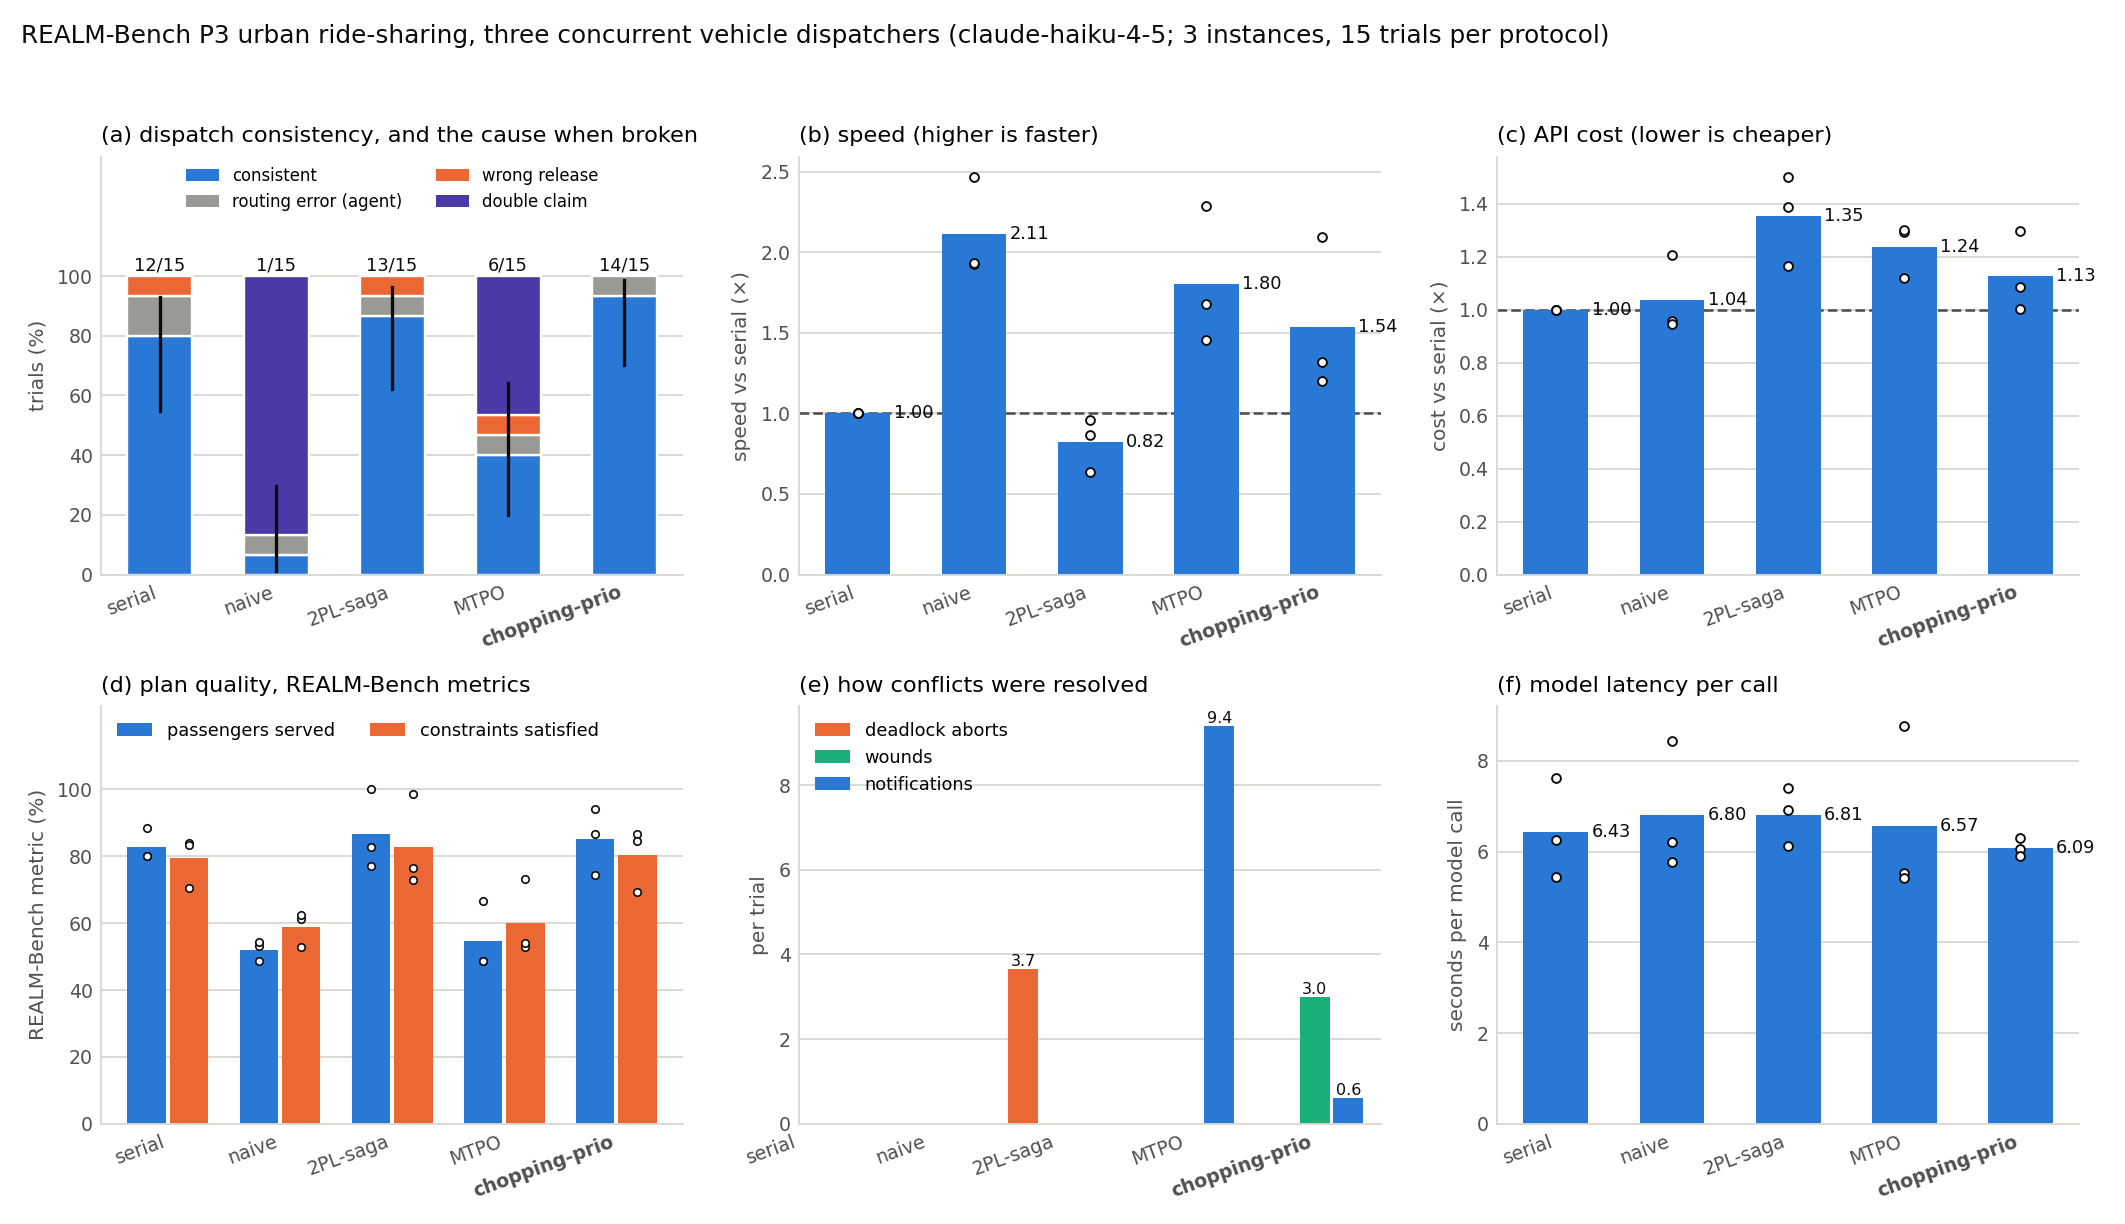 REALM-Bench P3 urban ride-sharing, three concurrent vehicle dispatchers (claude-haiku-4-5; 3 instances, 15 trials per protocol)
(a) dispatch consistency, and the cause when broken
consistent
wrong release
routing error (agent)
double claim
12/15
1/15
13/15
6/15
14/15
trials (%)
100
80
60
40
20
0
serial
naive
2PL-saga
MTPO
chopping-prio
(b) speed (higher is faster)
speed vs serial (×)
2.5
2.0
1.5
1.0
0.5
0.0
1.00
2.11
0.82
1.80
1.54
serial
naive
2PL-saga
MTPO
chopping-prio
(c) API cost (lower is cheaper)
cost vs serial (×)
1.4
1.2
1.0
0.8
0.6
0.4
0.2
0.0
1.00
1.04
1.35
1.24
1.13
serial
naive
2PL-saga
MTPO
chopping-prio
(d) plan quality, REALM-Bench metrics
passengers served
constraints satisfied
REALM-Bench metric (%)
100
80
60
40
20
0
serial
naive
2PL-saga
MTPO
chopping-prio
(e) how conflicts were resolved
deadlock aborts
wounds
notifications
per trial
8
6
4
2
0
3.7
9.4
3.0
0.6
serial
naive
2PL-saga
MTPO
chopping-prio
(f) model latency per call
seconds per model call
8
6
4
2
0
6.43
6.80
6.81
6.57
6.09
serial
naive
2PL-saga
MTPO
chopping-prio